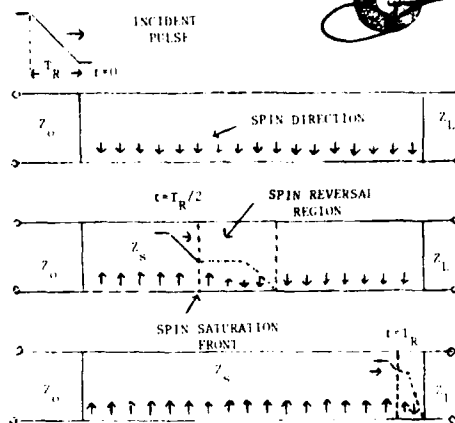 INCIDENT
PULSE
T_R t=0
Z_o Z_L
SPIN DIRECTION
t=T_R/2 SPIN REVERSAL
REGION
Z_o Z_s Z_L
SPIN SATURATION
FRONT
t=T_R
Z_o Z_s Z_L